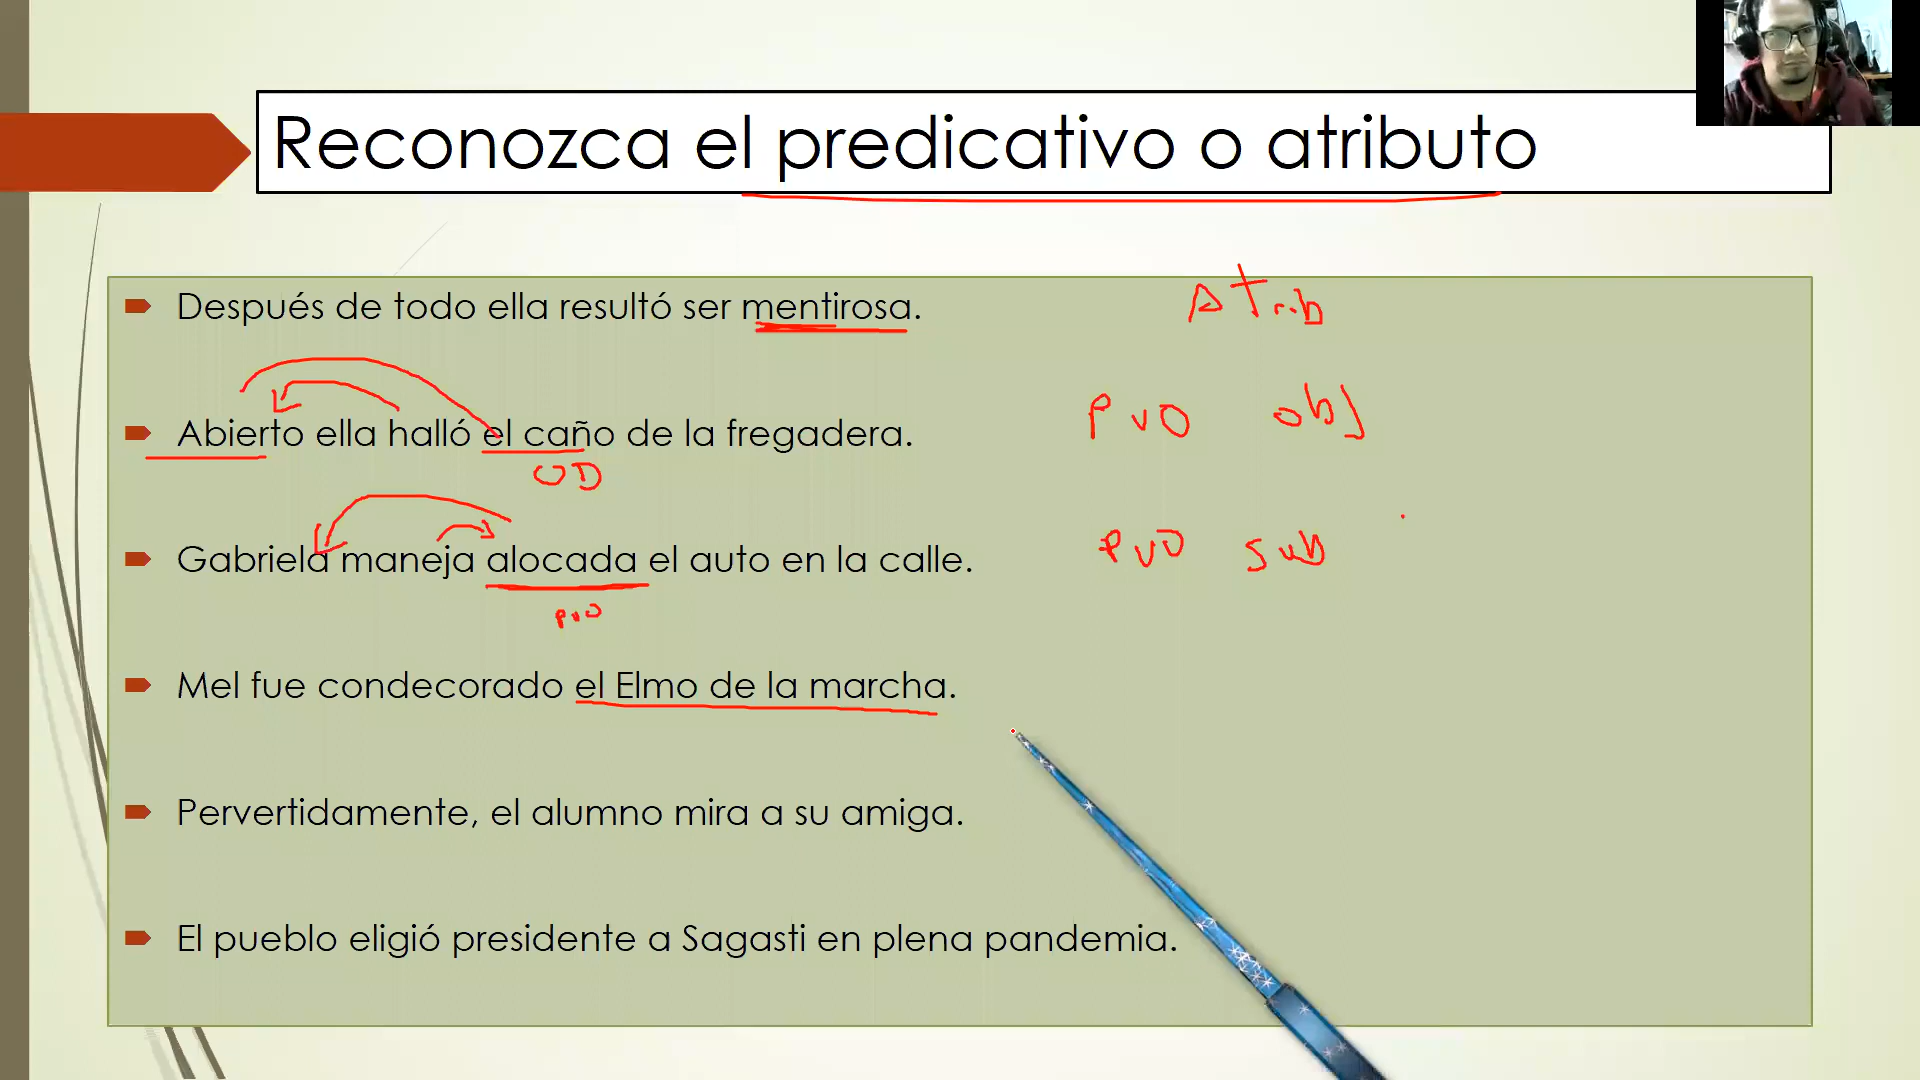 Reconozca el predicativo o atributo
Después de todo ella resultó ser mentirosa.
Atrib
Abierto ella halló el caño de la fregadera.
PvO obj
OD
Gabriela maneja alocada el auto en la calle.
PvO sub
PvO
Mel fue condecorado el Elmo de la marcha.
Pervertidamente, el alumno mira a su amiga.
El pueblo eligió presidente a Sagasti en plena pandemia.